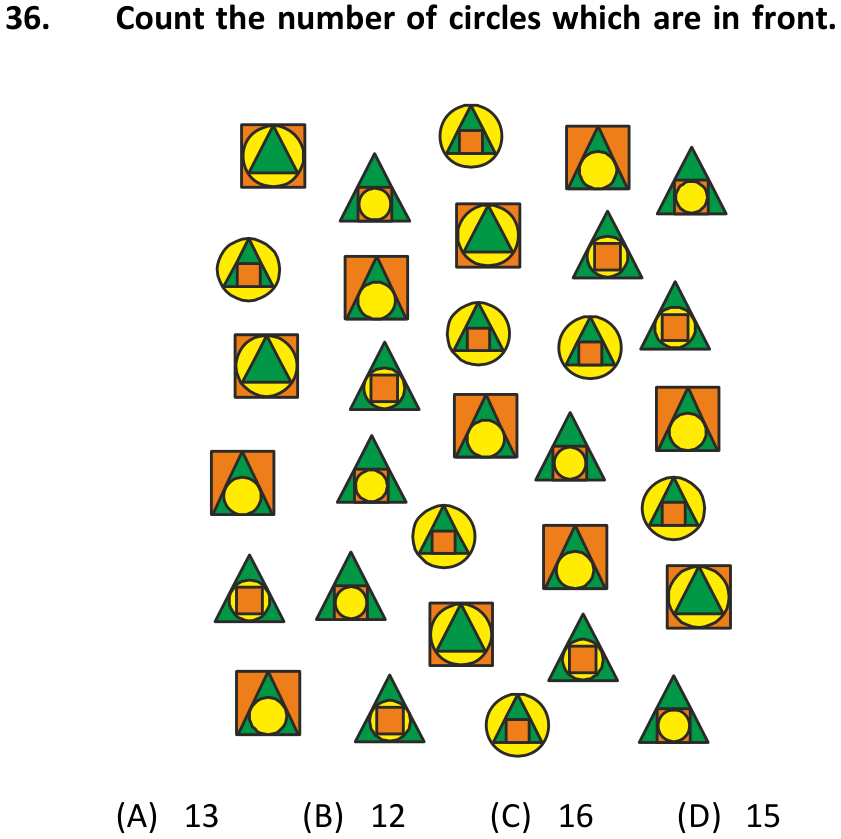 36. Count the number of circles which are in front.
(A) 13 (B) 12 (C) 16 (D) 15